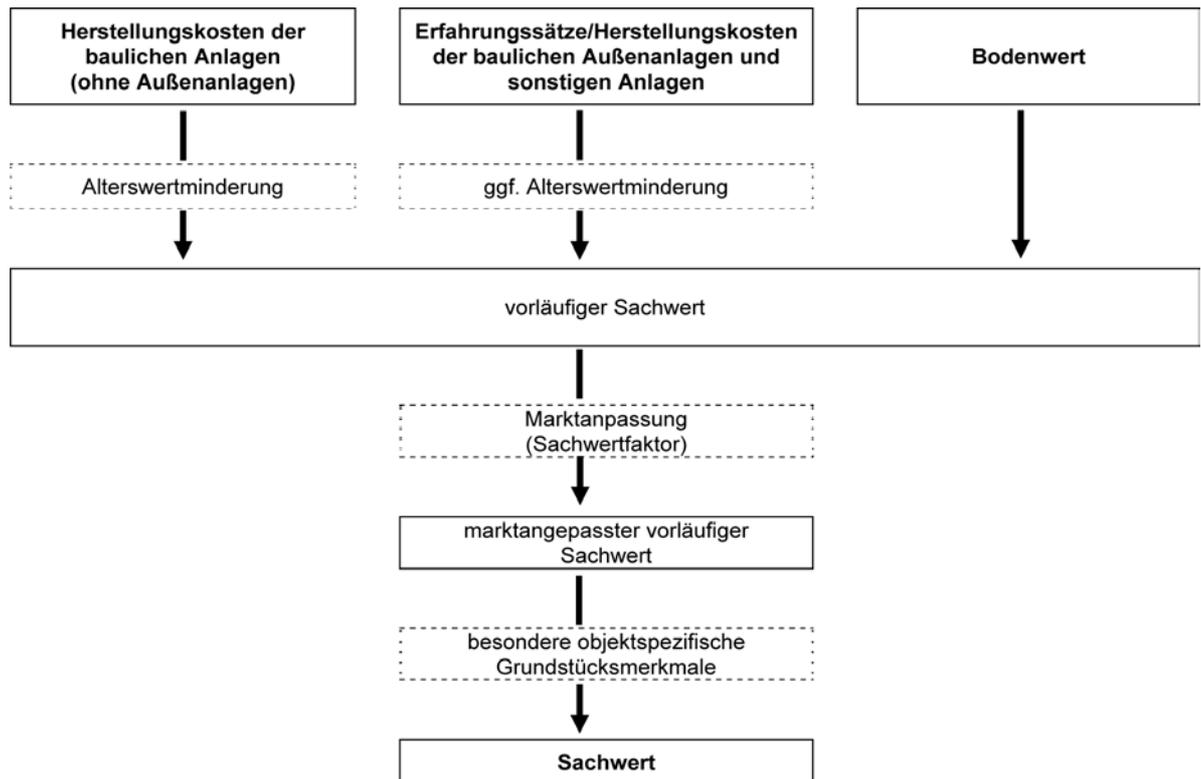 Herstellungskosten der
baulichen Anlagen
(ohne Außenanlagen)
Erfahrungssätze/Herstellungskosten
der baulichen Außenanlagen und
sonstigen Anlagen
Bodenwert
Alterswertminderung
ggf. Alterswertminderung
vorläufiger Sachwert
Marktanpassung
(Sachwertfaktor)
marktangepasster vorläufiger
Sachwert
besondere objektspezifische
Grundstücksmerkmale
Sachwert